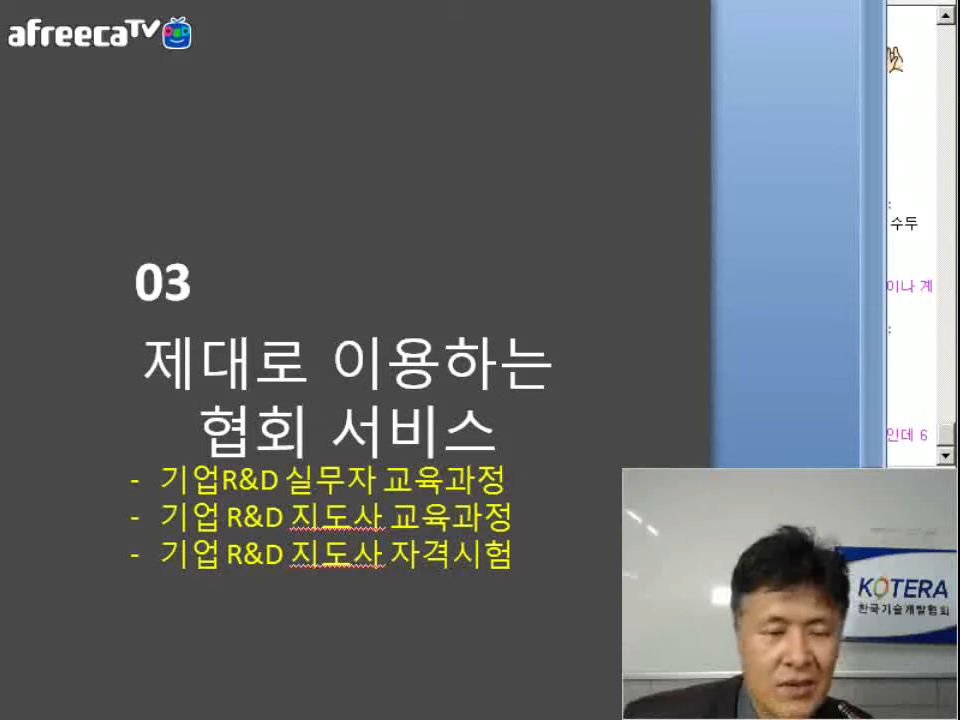 afreecaTV
수두
03
이나 계
제대로 이용하는
협회 서비스
인데 6
- 기업R&D 실무자 교육과정
- 기업 R&D 지도사 교육과정
- 기업 R&D 지도사 자격시험
KOTERA
한국기술개발협회